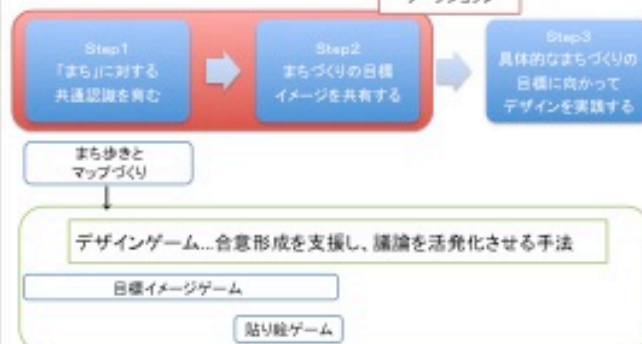 Step1
「まち」に対する
共通認識を育む
Step2
まちづくりの目標
イメージを共有する
Step3
具体的なまちづくりの
目標に向かって
デザインを実践する
まち歩きと
マップづくり
デザインゲーム...合意形成を支援し、議論を活発化させる手法
目標イメージゲーム
貼り絵ゲーム